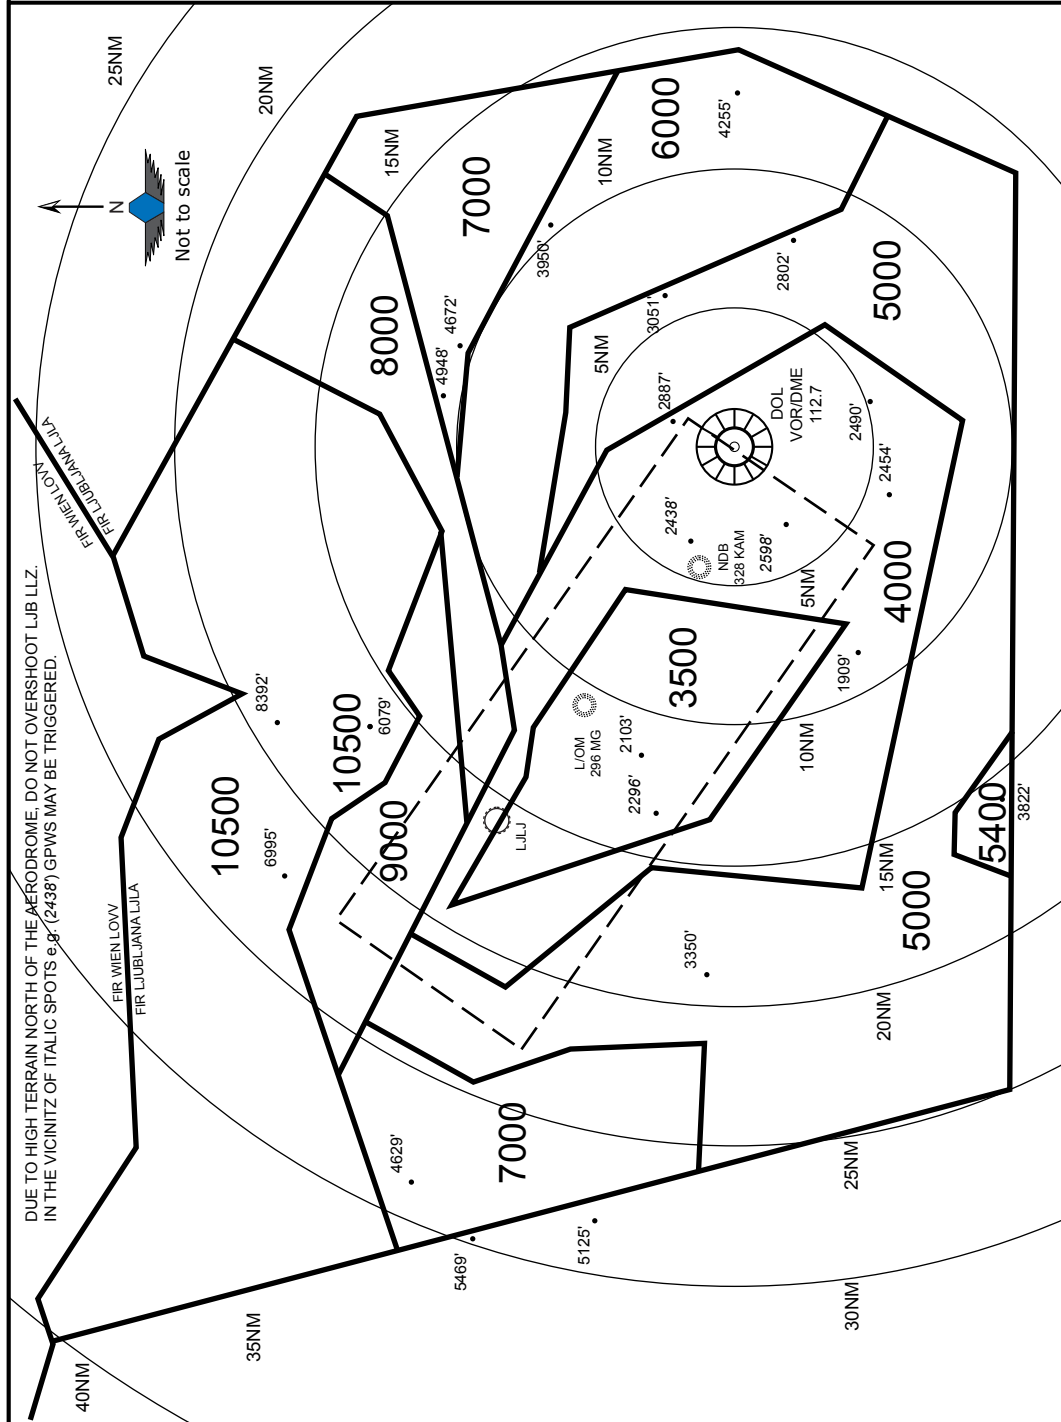 DUE TO HIGH TERRAIN NORTH OF THE AERODROME, DO NOT OVERSHOOT LJB LLZ.
IN THE VICINITZ OF ITALIC SPOTS e.g. (2438') GPWS MAY BE TRIGGERED.
25NM
20NM
N
Not to scale
15NM
7000
10NM
6000
4255'
FIR WIEN LOVV
FIR LJUBLJANA LJLA
8000
4672'
4948'
3950'
3051'
2802'
5000
5NM
2887'
DOL
VOR/DME
112.7
2490'
2454'
2438'
NDB
328 KAM
2598'
5NM
4000
8392'
10500
6079'
L/OM
296 MG
3500
2103'
2296'
1909'
10NM
10500
6995'
9000
LJLJ
15NM
5400
3822'
FIR WIEN LOVV
FIR LJUBLJANA LJLA
3350'
5000
20NM
4629'
7000
25NM
5469'
5125'
30NM
35NM
40NM